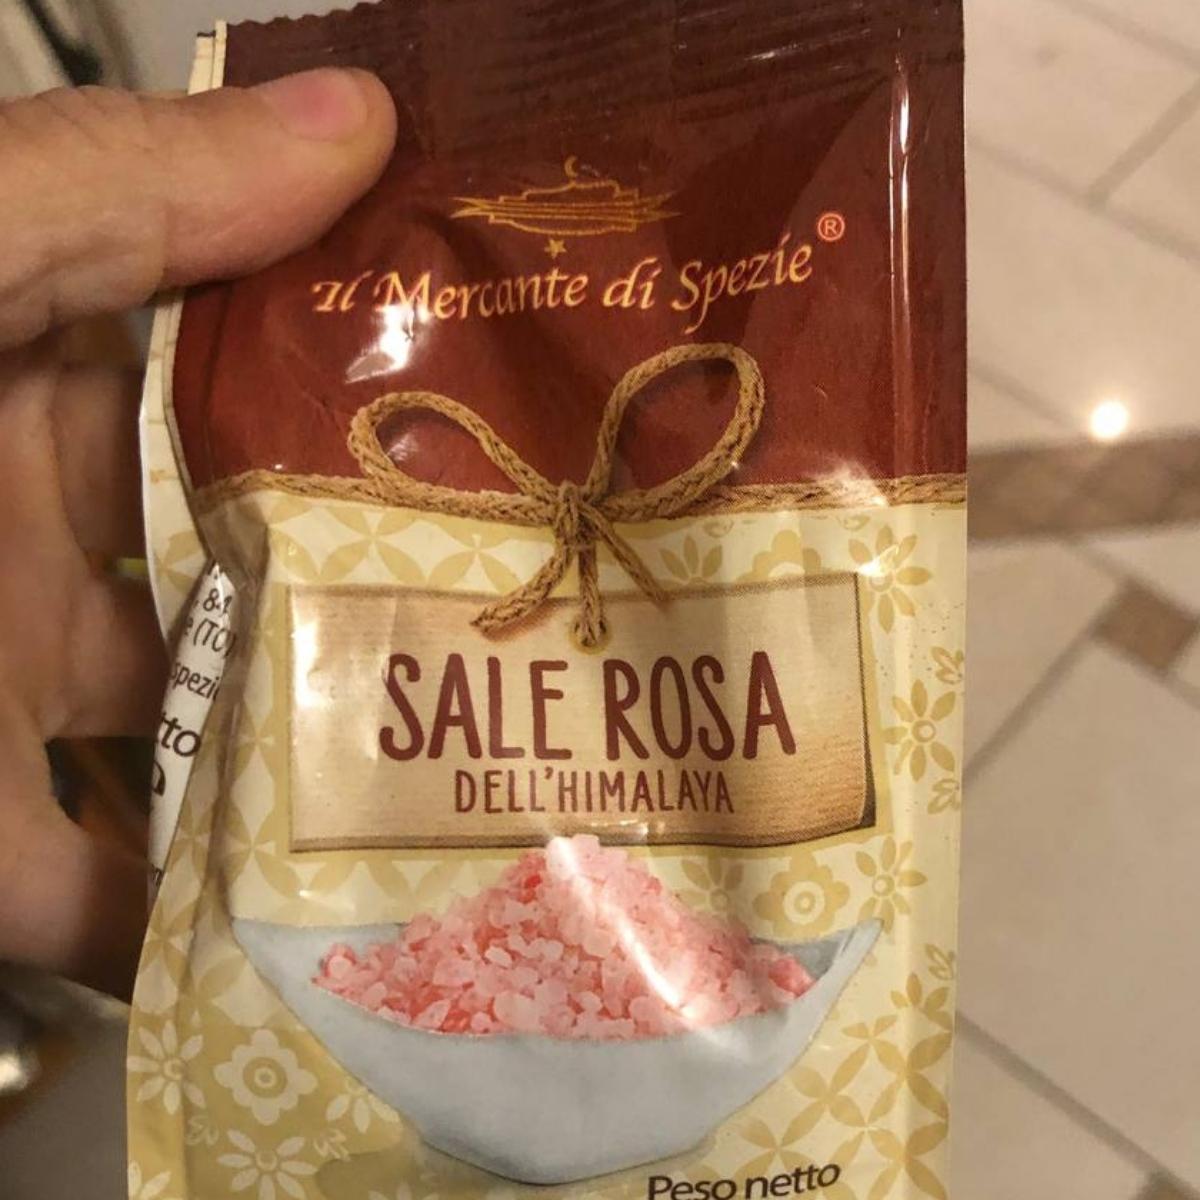 Il Mercante di Spezie®
SALE ROSA
DELL'HIMALAYA
Peso netto